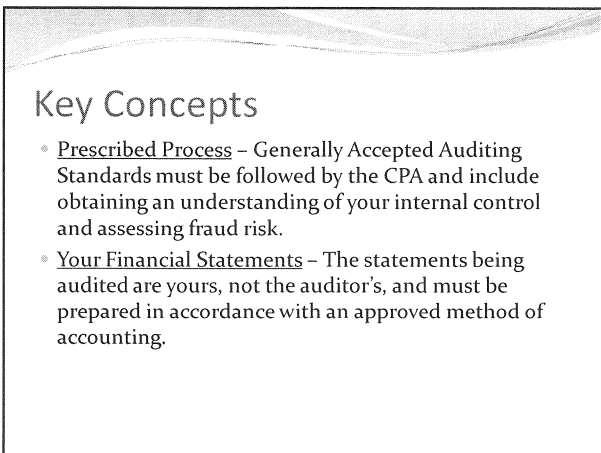 Key Concepts
Prescribed Process – Generally Accepted Auditing
Standards must be followed by the CPA and include
obtaining an understanding of your internal control
and assessing fraud risk.
Your Financial Statements – The statements being
audited are yours, not the auditor's, and must be
prepared in accordance with an approved method of
accounting.